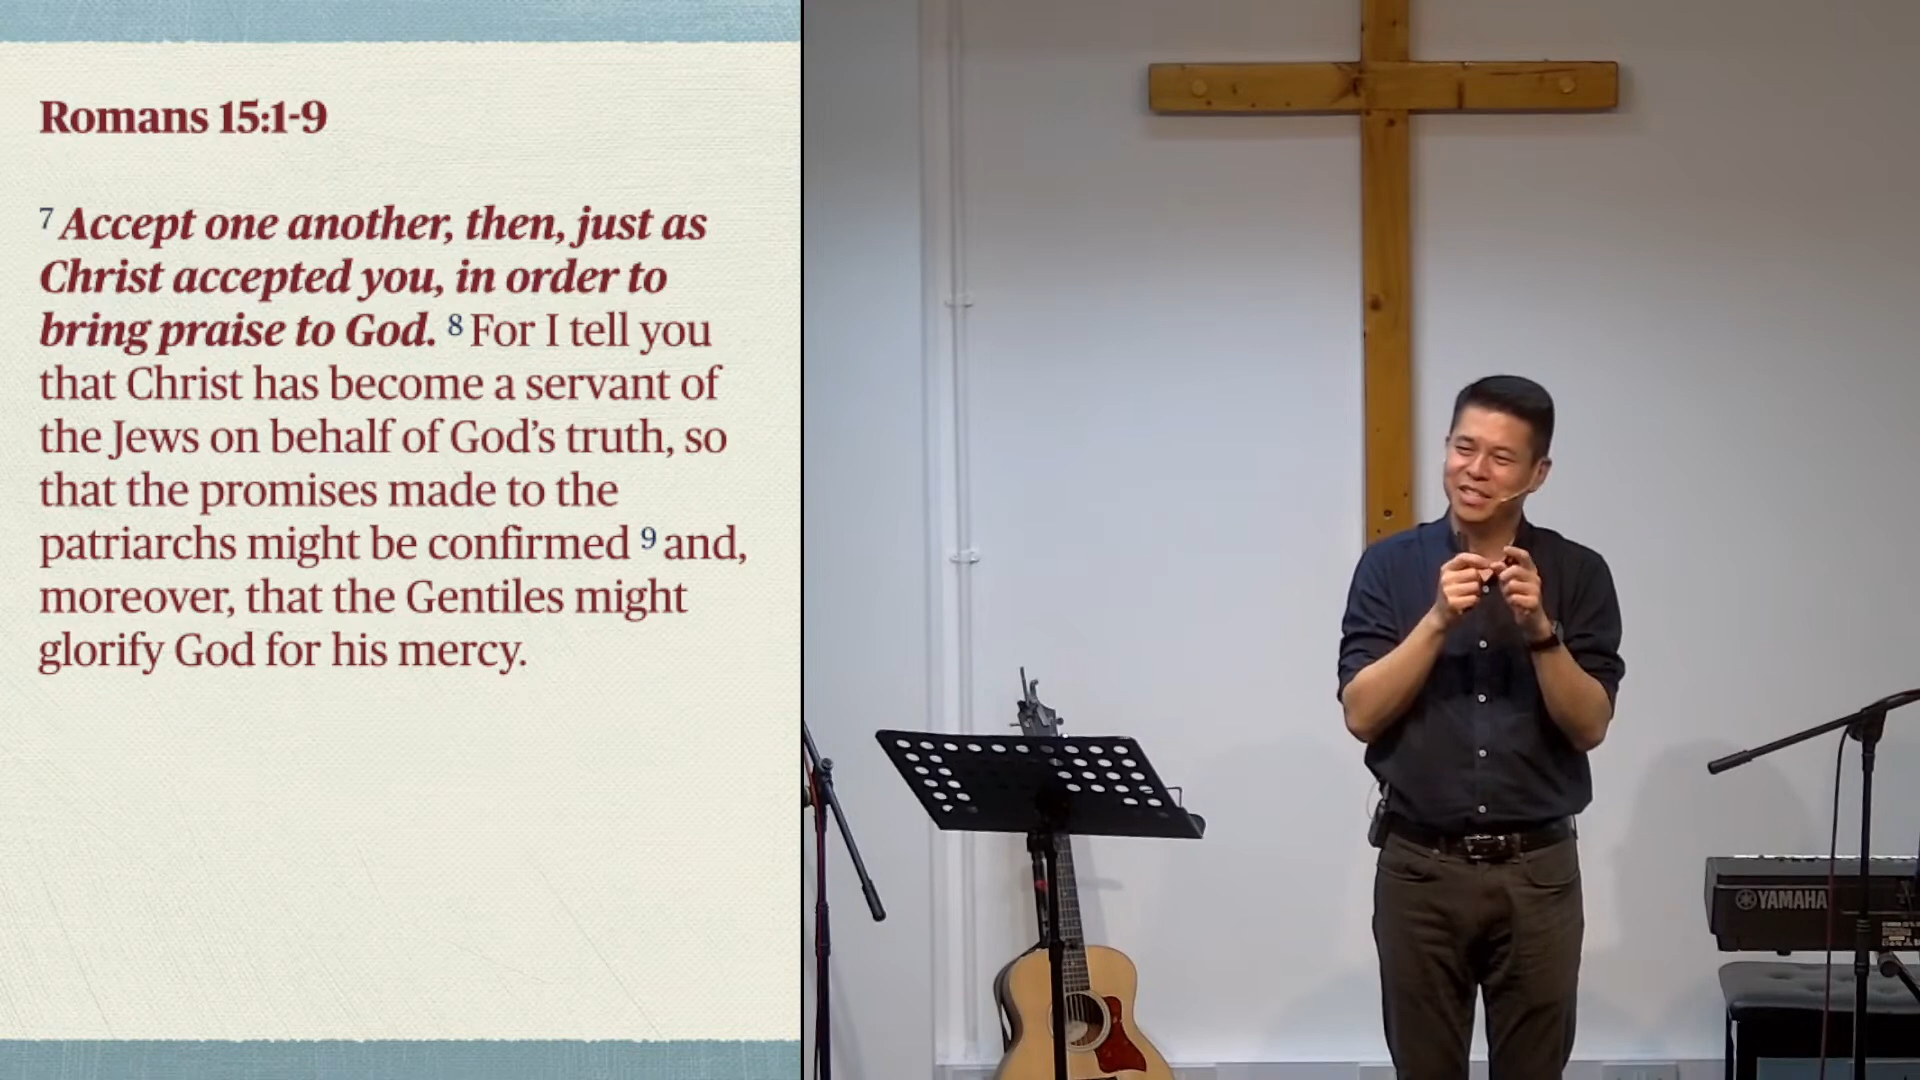 Romans 15:1-9
7 Accept one another, then, just as
Christ accepted you, in order to
bring praise to God. 8 For I tell you
that Christ has become a servant of
the Jews on behalf of God’s truth, so
that the promises made to the
patriarchs might be confirmed 9 and,
moreover, that the Gentiles might
glorify God for his mercy.
YAMAHA